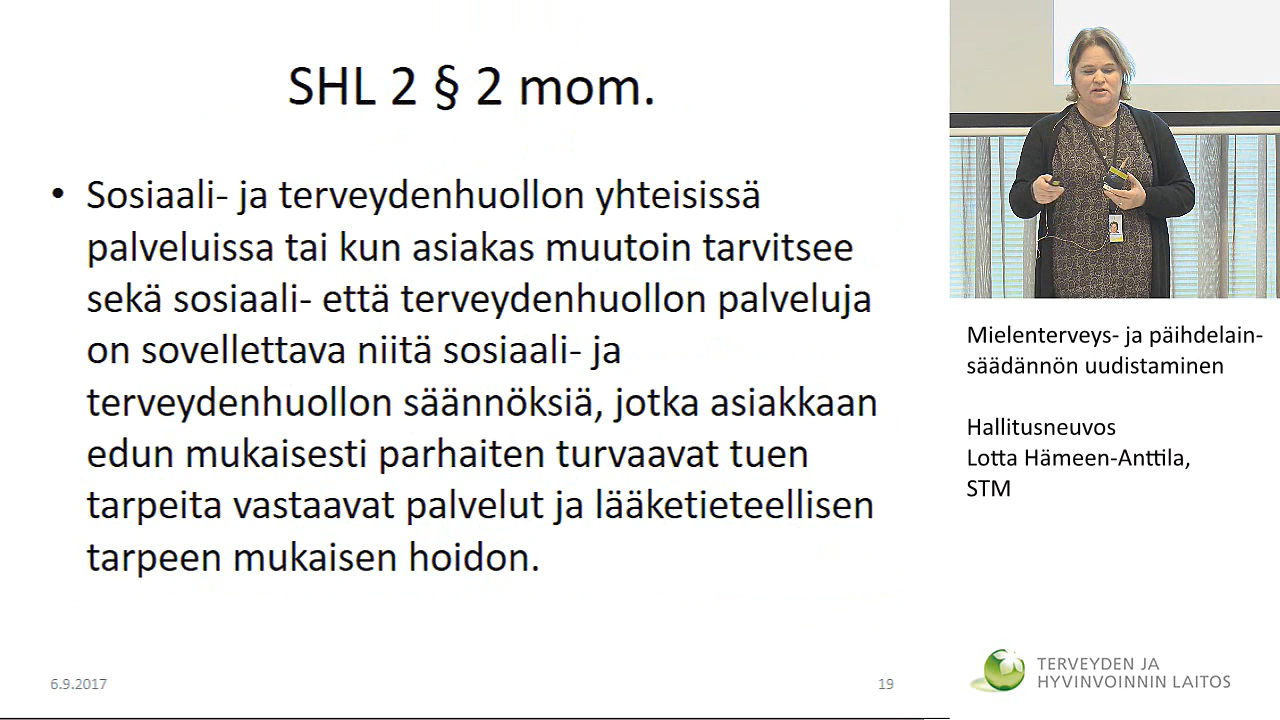 SHL 2 § 2 mom.
• Sosiaali- ja terveydenhuollon yhteisissä
palveluissa tai kun asiakas muutoin tarvitsee
sekä sosiaali- että terveydenhuollon palveluja
on sovellettava niitä sosiaali- ja
terveydenhuollon säännöksiä, jotka asiakkaan
edun mukaisesti parhaiten turvaavat tuen
tarpeita vastaavat palvelut ja lääketieteellisen
tarpeen mukaisen hoidon.
6.9.2017
19
Mielenterveys- ja päihdelain-
säädännön uudistaminen
Hallitusneuvos
Lotta Hämeen-Anttila,
STM
TERVEYDEN JA
HYVINVOINNIN LAITOS